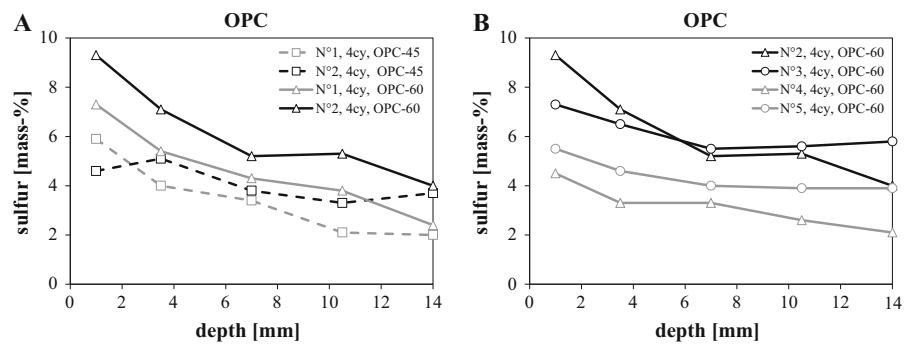 A
OPC
sulfur [mass-%]
10
8
6
4
2
0
0 2 4 6 8 10 12 14
depth [mm]
N°1, 4cy, OPC-45
N°2, 4cy, OPC-45
N°1, 4cy, OPC-60
N°2, 4cy, OPC-60
B
OPC
sulfur [mass-%]
10
8
6
4
2
0
0 2 4 6 8 10 12 14
depth [mm]
N°2, 4cy, OPC-60
N°3, 4cy, OPC-60
N°4, 4cy, OPC-60
N°5, 4cy, OPC-60